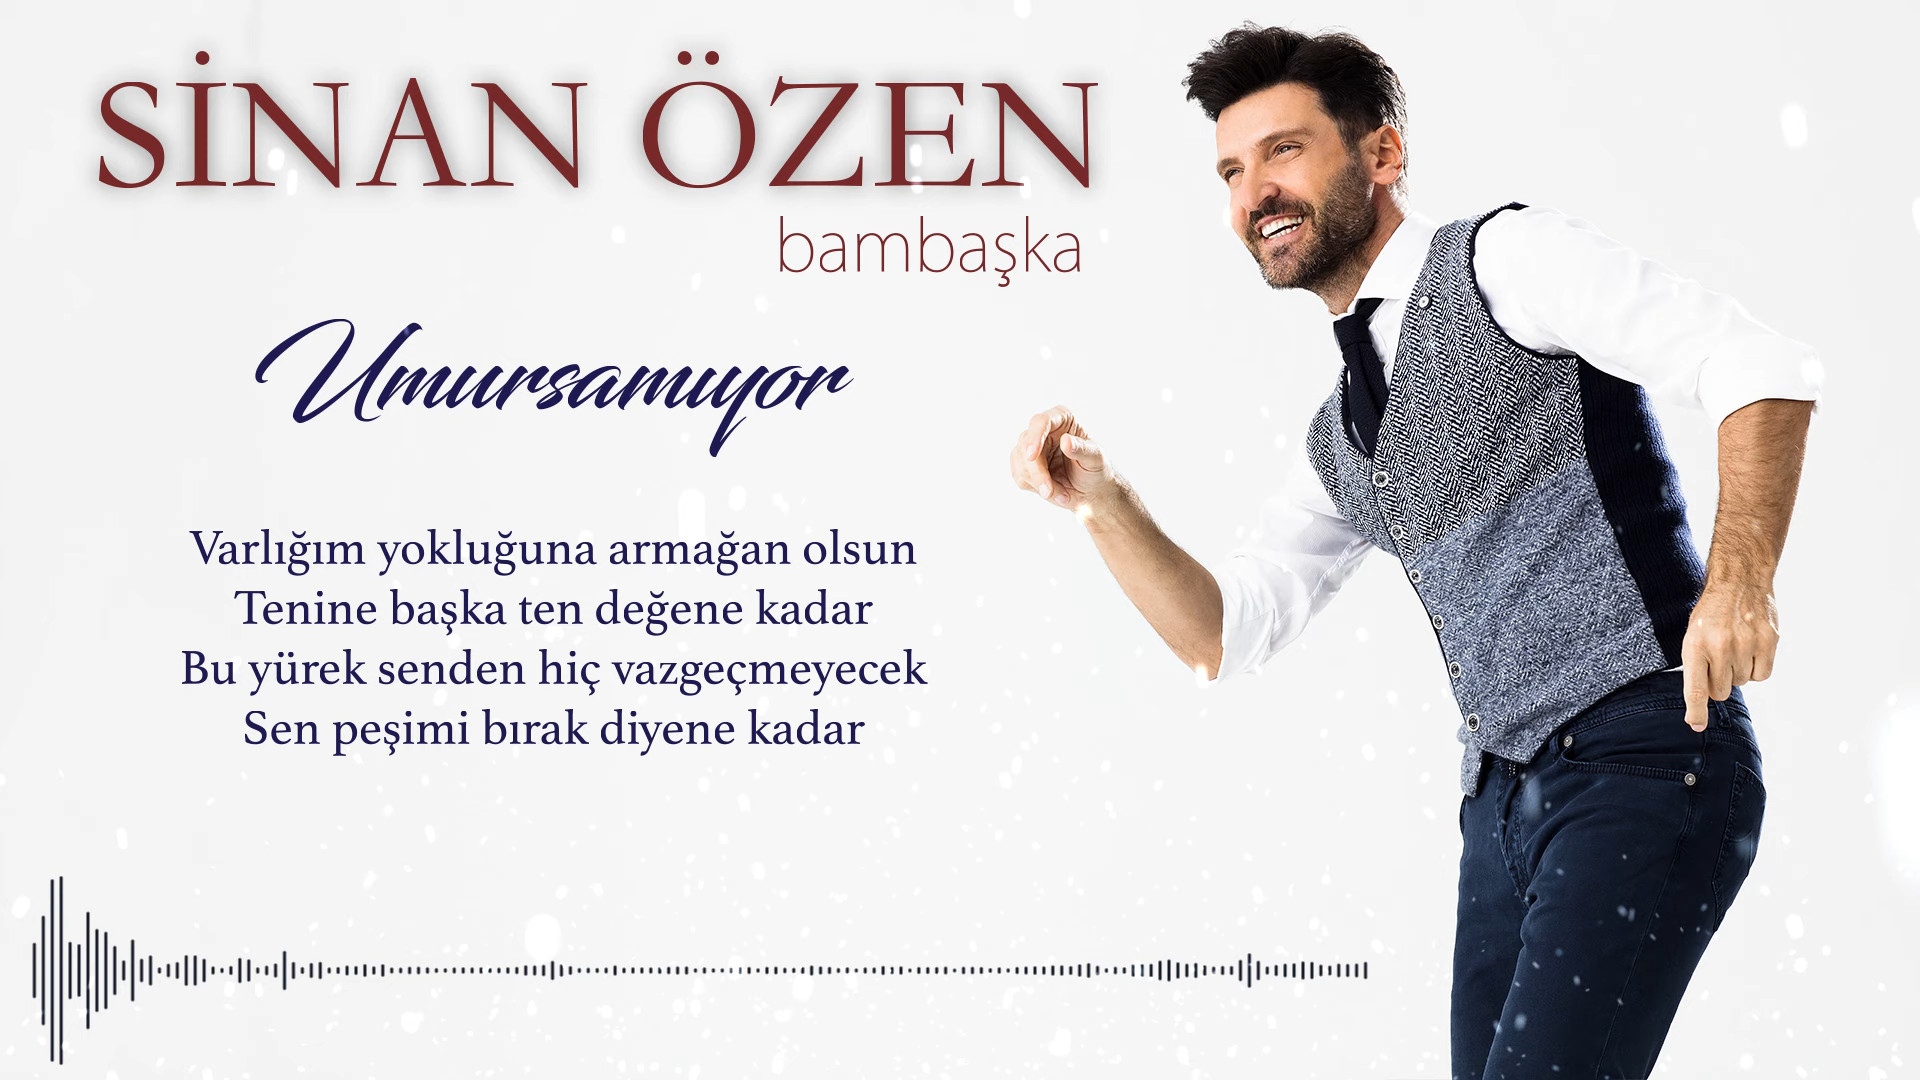 SİNAN ÖZEN
bambaşka
Umursamıyor
Varlığım yokluğuna armağan olsun
Tenine başka ten değene kadar
Bu yürek senden hiç vazgeçmeyecek
Sen peşimi bırak diyene kadar